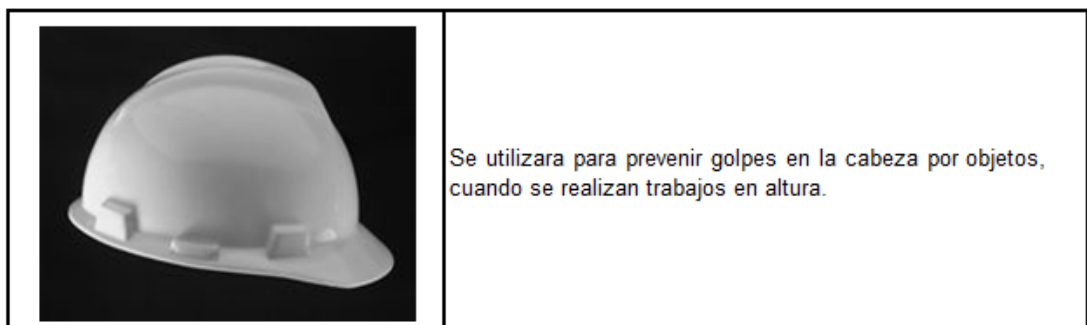 Se utilizara para prevenir golpes en la cabeza por objetos,
cuando se realizan trabajos en altura.